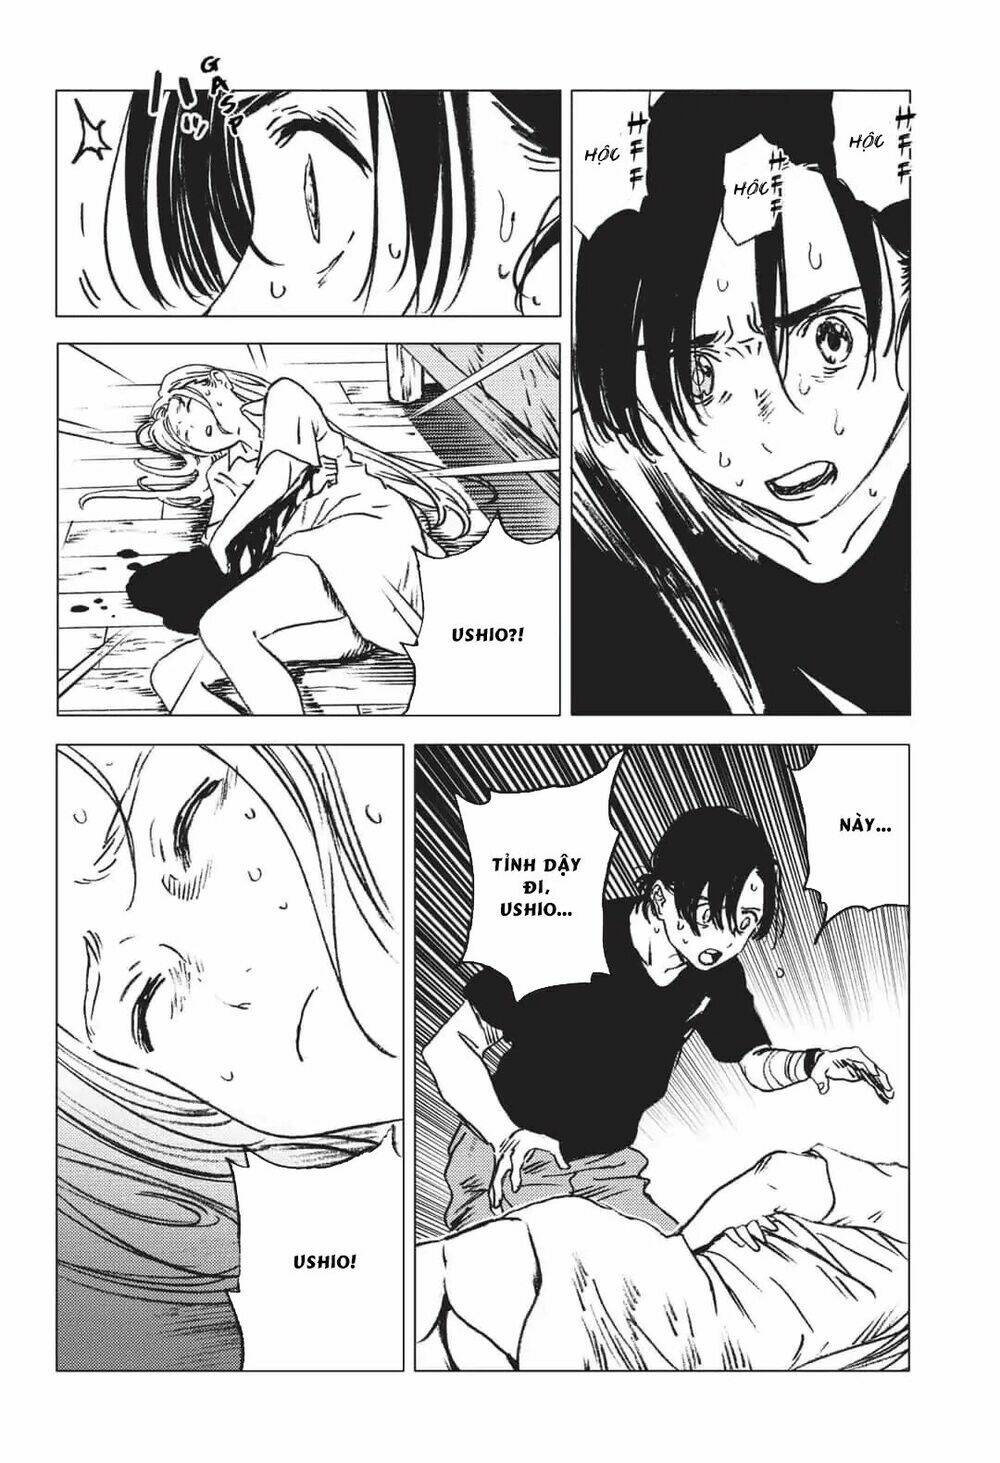 HFF
HỘC
HFF
HỘC
HFF
HỘC
GASP
USHIO?!
NÀY...
TỈNH DẬY
ĐI,
USHIO...
USHIO!